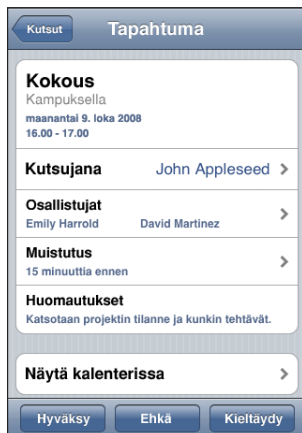 Kutsut
Tapahtuma
Kokous
Kampuksella
maanantai 9. loka 2008
16.00 - 17.00
Kutsujana John Appleseed
Osallistujat
Emily Harrold David Martinez
Muistutus
15 minuuttia ennen
Huomautukset
Katsotaan projektin tilanne ja kunkin tehtävät.
Näytä kalenterissa
Hyväksy Ehkä Kieltäydy